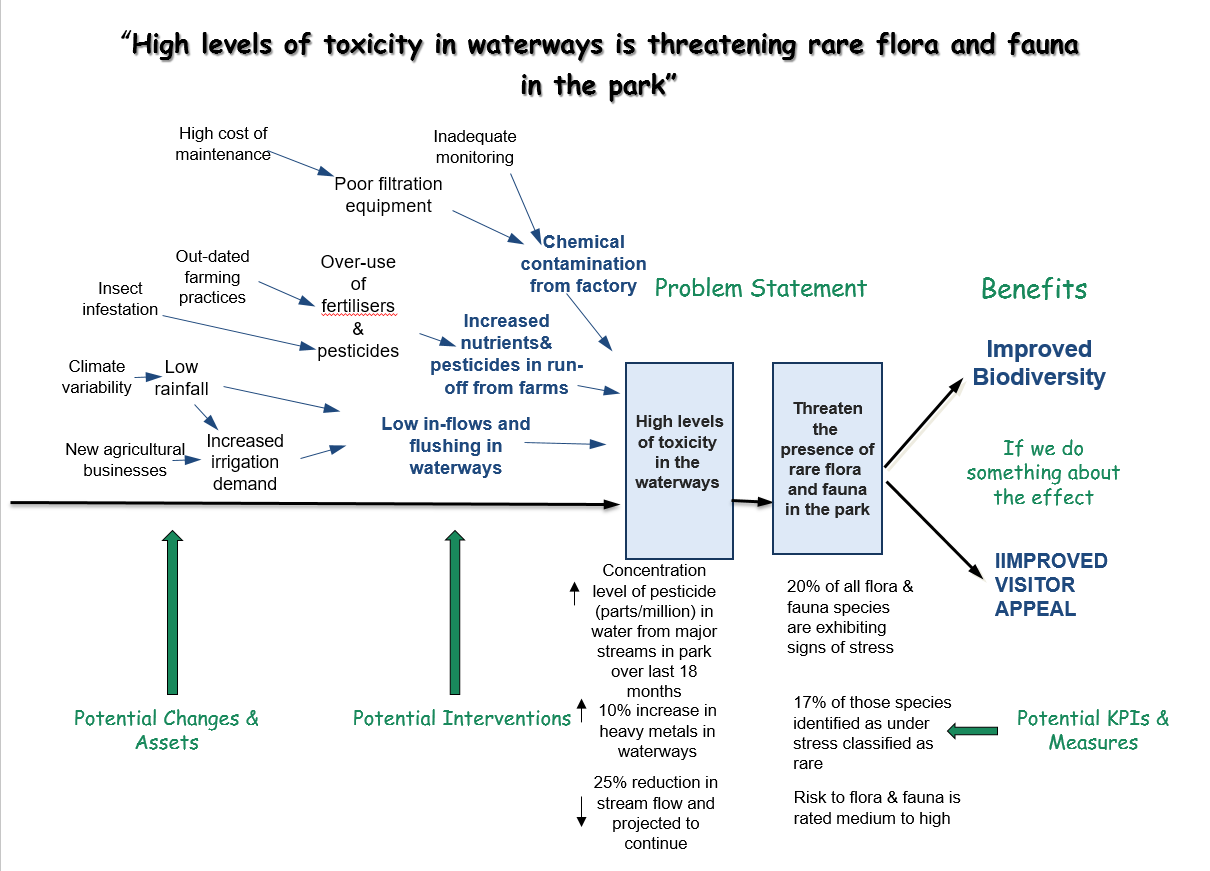 “High levels of toxicity in waterways is threatening rare flora and fauna
in the park”
High cost of
maintenance
Inadequate
monitoring
Poor filtration
equipment
Chemical
contamination
from factory
Out-dated
farming
practices
Over-use
of
fertilisers
&
pesticides
Insect
infestation
Increased
nutrients&
pesticides in run-
off from farms
Climate
variability
Low
rainfall
Low in-flows and
flushing in
waterways
New agricultural
businesses
Increased
irrigation
demand
Problem Statement
High levels
of toxicity
in the
waterways
Threaten
the
presence of
rare flora
and fauna
in the park
Benefits
Improved
Biodiversity
If we do
something about
the effect
IIMPROVED
VISITOR
APPEAL
Potential Changes &
Assets
Potential Interventions
Concentration
level of pesticide
(parts/million) in
water from major
streams in park
over last 18
months
10% increase in
heavy metals in
waterways
25% reduction in
stream flow and
projected to
continue
20% of all flora &
fauna species
are exhibiting
signs of stress
17% of those species
identified as under
stress classified as
rare
Risk to flora & fauna is
rated medium to high
Potential KPIs &
Measures